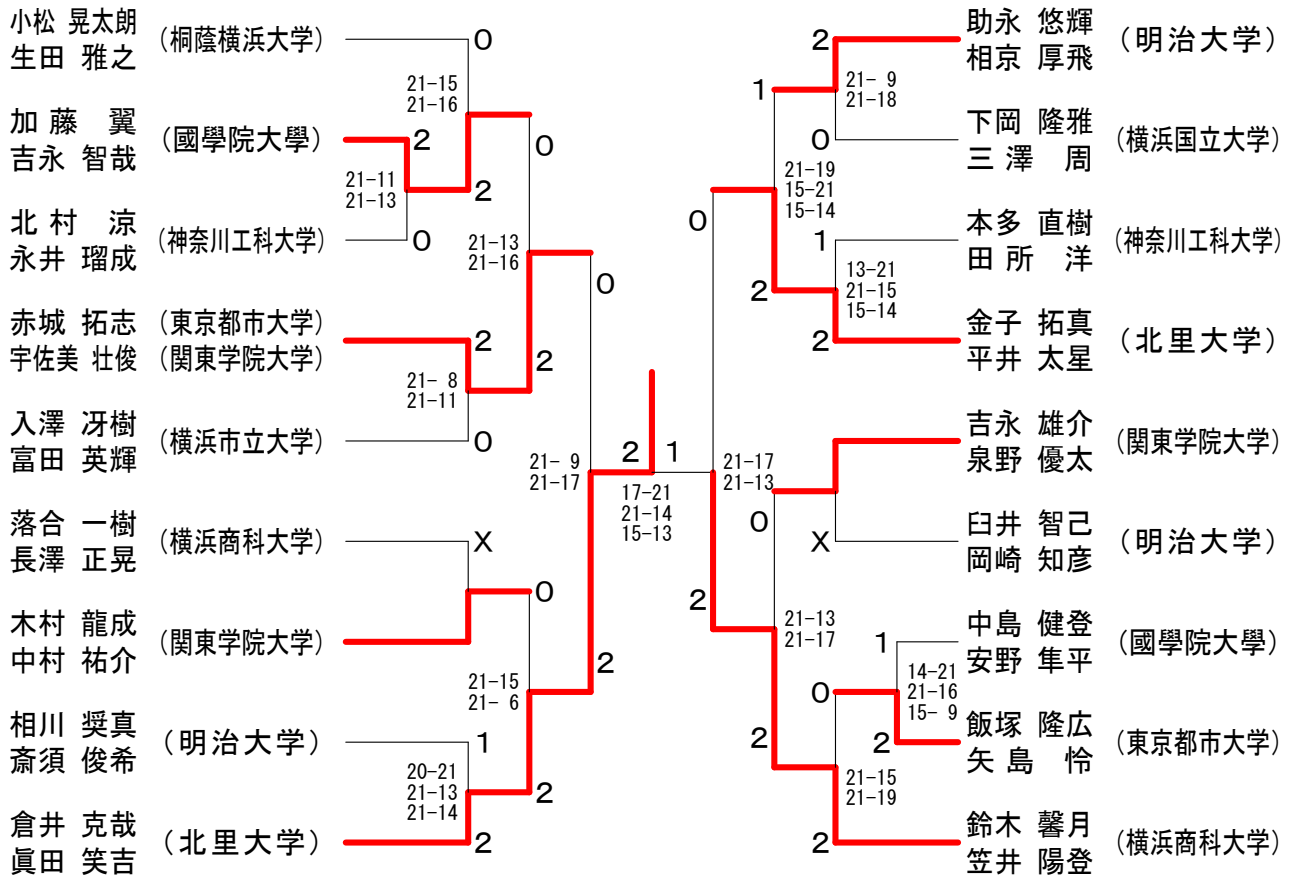 小松 晃太朗
生田 雅之
(桐蔭横浜大学)
0
21-15
21-16
加藤 翼
吉永 智哉
(國學院大學)
2
0
21-11
21-13
2
北村 涼
永井 瑠成
(神奈川工科大学)
0
21-13
21-16
0
赤城 拓志
宇佐美 壮俊
(東京都市大学)
(関東学院大学)
2
2
21- 8
21-11
入澤 冴樹
富田 英輝
(横浜市立大学)
0
21- 9
21-17
落合 一樹
長澤 正晃
(横浜商科大学)
X
0
木村 龍成
中村 祐介
(関東学院大学)
2
21-15
21- 6
相川 奨真
斎須 俊希
(明治大学)
1
20-21
21-13
21-14
2
倉井 克哉
眞田 笑吉
(北里大学)
2
2
1
17-21
21-14
15-13
2
助永 悠輝
相京 厚飛
(明治大学)
1
21- 9
21-18
0
下岡 隆雅
三澤 周
(横浜国立大学)
21-19
15-21
15-14
0
1
本多 直樹
田所 洋
(神奈川工科大学)
2
13-21
21-15
15-14
2
金子 拓真
平井 太星
(北里大学)
吉永 雄介
泉野 優太
(関東学院大学)
21-17
21-13
0
X
臼井 智己
岡崎 知彦
(明治大学)
2
21-13
21-17
1
中島 健登
安野 隼平
(國學院大學)
14-21
21-16
15- 9
0
2
2
飯塚 隆広
矢島 怜
(東京都市大学)
21-15
21-19
2
鈴木 馨月
笠井 陽登
(横浜商科大学)